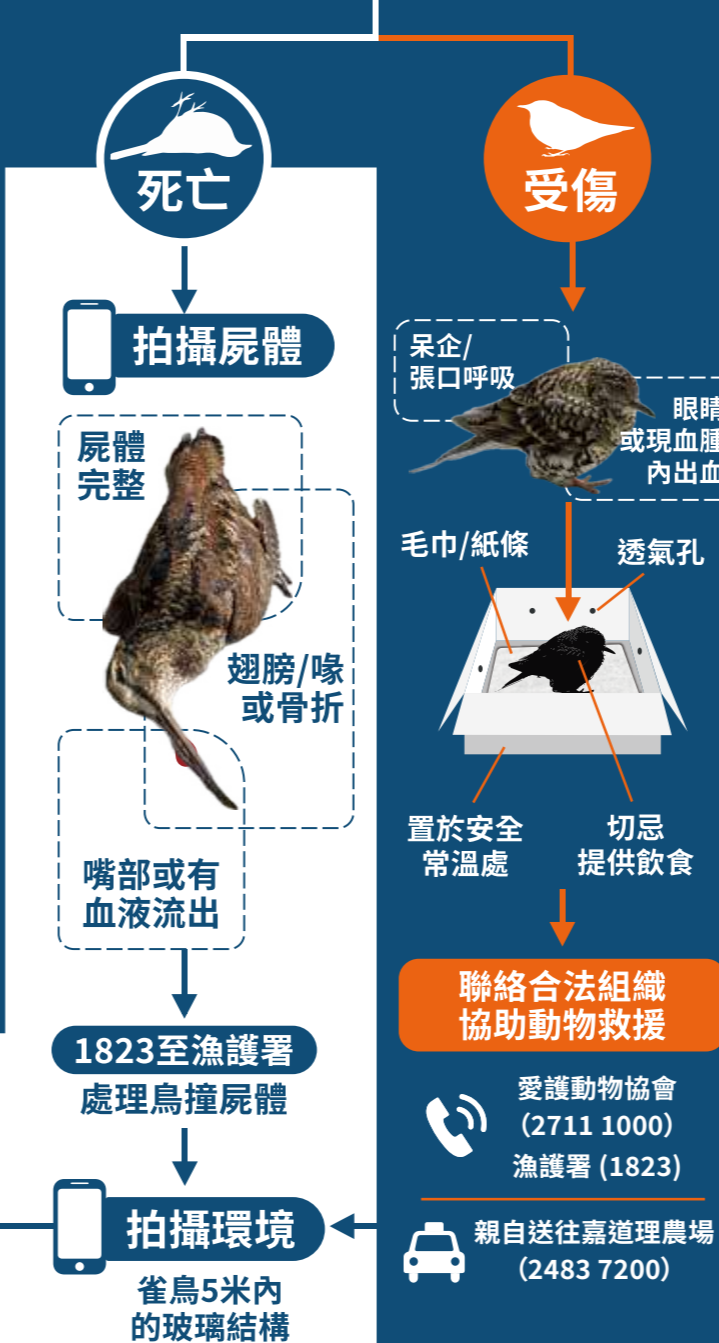 死亡
拍攝屍體
屍體
完整
翅膀/喙
或骨折
嘴部或有
血液流出
1823至漁護署
處理鳥撞屍體
拍攝環境
雀鳥5米內
的玻璃結構
受傷
呆企/
張口呼吸
眼睛
或現血腫
內出血
毛巾/紙條
透氣孔
置於安全
常溫處
切忌
提供飲食
聯絡合法組織
協助動物救援
愛護動物協會
(2711 1000)
漁護署 (1823)
親自送往嘉道理農場
(2483 7200)